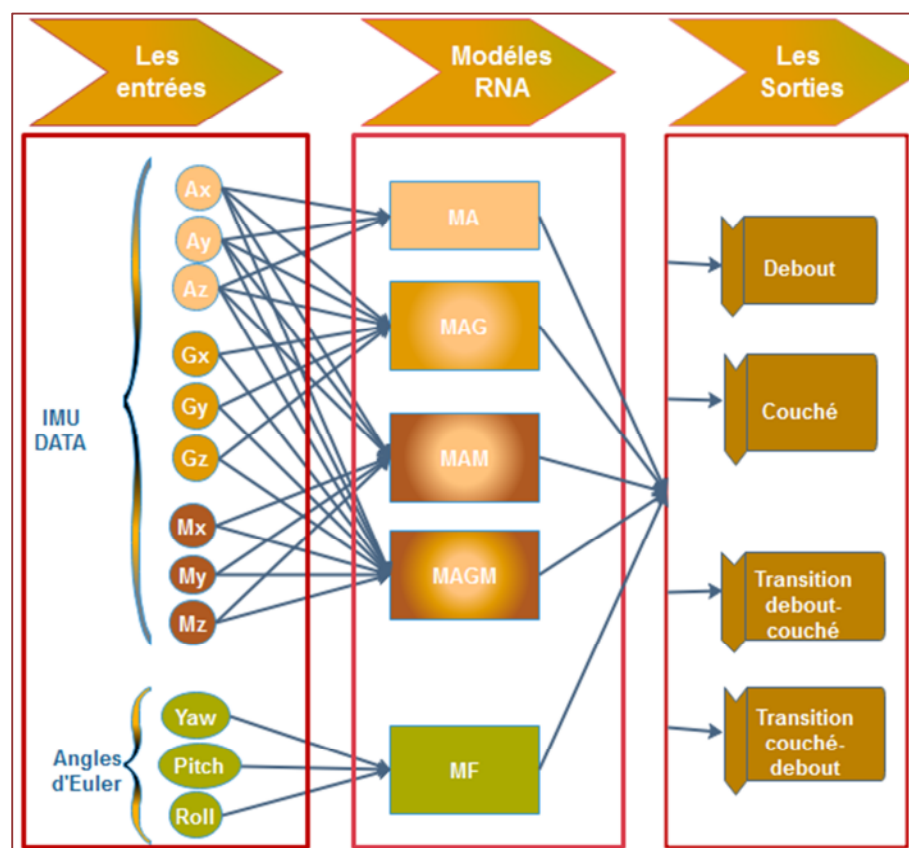 Les
entrées
Modéles
RNA
Les
Sorties
IMU
DATA
Ax
Ay
Az
Gx
Gy
Gz
Mx
My
Mz
Angles
d'Euler
Yaw
Pitch
Roll
MA
MAG
MAM
MAGM
MF
Debout
Couché
Transition
debout-
couché
Transition
couché-
debout